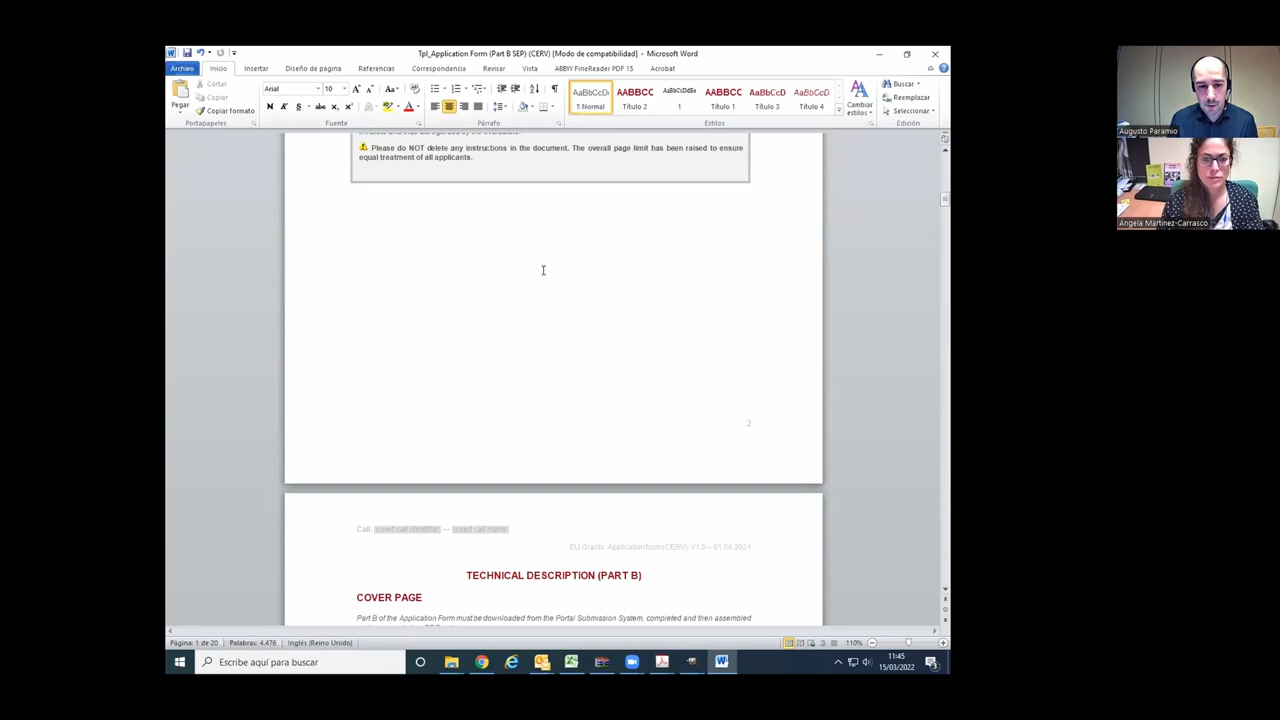 Tpl_Application Form (Part B SEP) (CERV) [Modo de compatibilidad] - Microsoft Word
Archivo Inicio Insertar Diseño de página Referencias Correspondencia Revisar Vista ABBYY FineReader PDF 15 Acrobat
Pegar
Cortar
Copiar
Copiar formato
Portapapeles
Arial 10
Fuente
Párrafo
AaBbCcDc AABBCC AaBbCcDdEe AABBCC AaBbCcD AaBbCcD
1 Normal Título 2 1 Título 1 Título 3 Título 4
Cambiar estilos
Estilos
Buscar
Reemplazar
Seleccionar
Edición
Please do NOT delete any instructions in the document. The overall page limit has been raised to ensure
equal treatment of all applicants.
2
Call: [insert call identifier] — [insert call name]
EU Grants: Application form (CERV): V1.0 – 01.04.2021
TECHNICAL DESCRIPTION (PART B)
COVER PAGE
Part B of the Application Form must be downloaded from the Portal Submission System, completed and then assembled
Página: 1 de 20 Palabras: 4.476 Inglés (Reino Unido) 110%
Escribe aquí para buscar
11:45
15/03/2022
3
Augusto Paramio
Angela Martinez-Carrasco